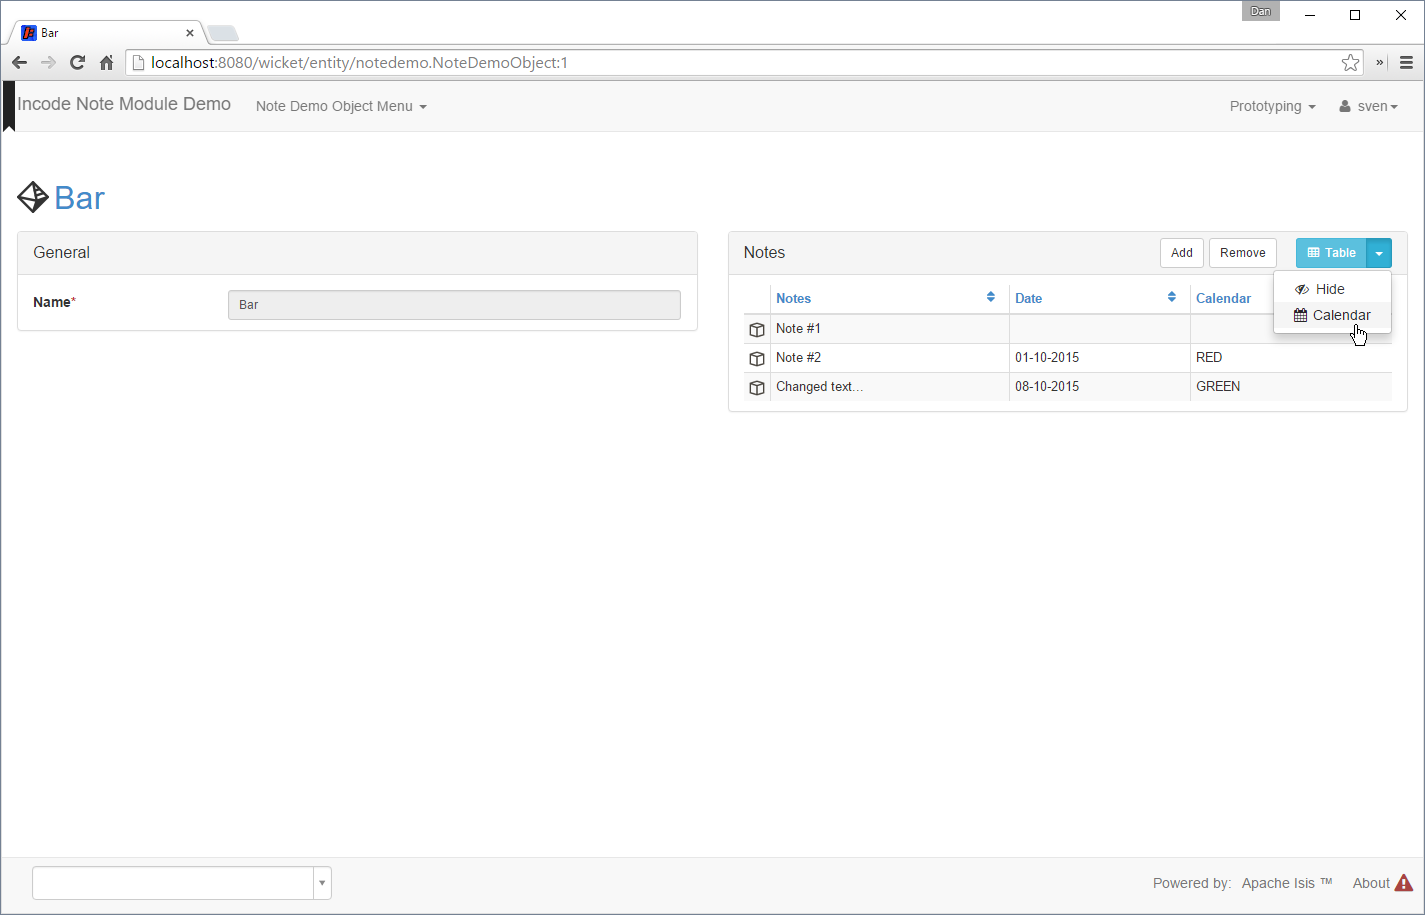 Dan
Bar
localhost:8080/wicket/entity/notedemo.NoteDemoObject:1
Incode Note Module Demo Note Demo Object Menu Prototyping sven
Bar
General
Name* Bar
Notes Add Remove Table
Hide
Calendar
Notes Date Calendar
Note #1
Note #2 01-10-2015 RED
Changed text... 08-10-2015 GREEN
Powered by: Apache Isis ™ About